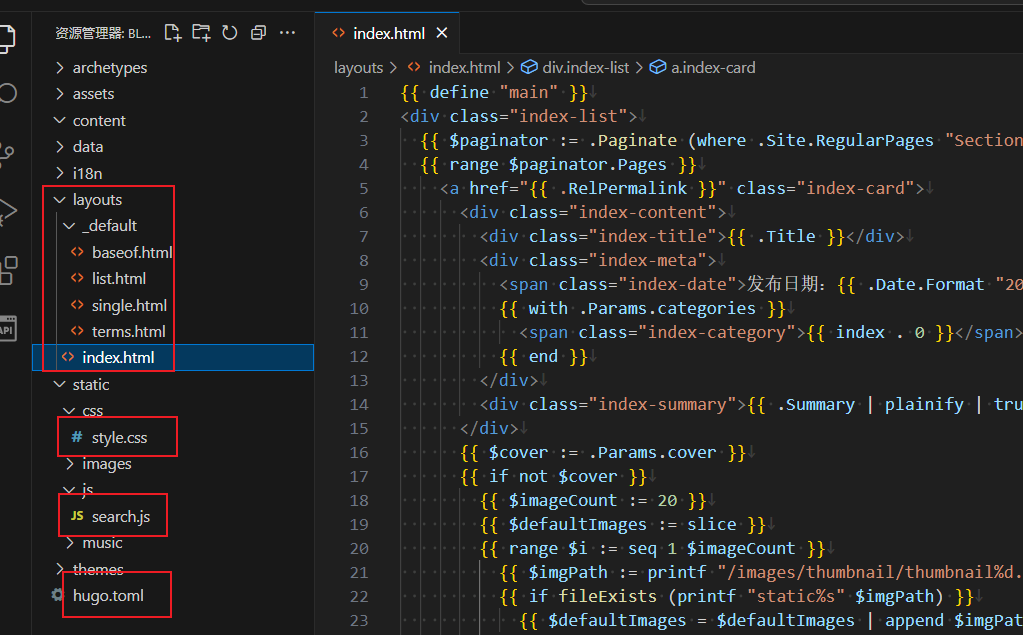 资源管理器: BL...
archetypes
assets
content
data
i18n
layouts
_default
baseof.html
list.html
single.html
terms.html
index.html
static
css
# style.css
images
js
JS search.js
music
themes
hugo.toml
API
index.html ×
layouts > index.html > div.index-list > a.index-card
1 {{ define "main" }}
2 <div class="index-list">
3 {{ $paginator := .Paginate (where .Site.RegularPages "Section
4 {{ range $paginator.Pages }}
5 <a href="{{ .RelPermalink }}" class="index-card">
6 <div class="index-content">
7 <div class="index-title">{{ .Title }}</div>
8 <div class="index-meta">
9 <span class="index-date">发布日期: {{ .Date.Format "20
10 {{ with .Params.categories }}
11 <span class="index-category">{{ index . 0 }}</span>
12 {{ end }}
13 </div>
14 <div class="index-summary">{{ .Summary | plainify | tru
15 </div>
16 {{ $cover := .Params.cover }}
17 {{ if not $cover }}
18 {{ $imageCount := 20 }}
19 {{ $defaultImages := slice }}
20 {{ range $i := seq 1 $imageCount }}
21 {{ $imgPath := printf "/images/thumbnail/thumbnail%d.
22 {{ if fileExists (printf "static%s" $imgPath) }}
23 {{ $defaultImages = $defaultImages | append $imgPat